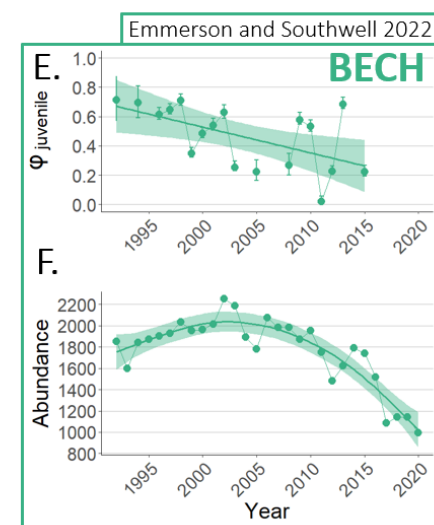 Emmerson and Southwell 2022
E.
BECH
φ juvenile
1.0
0.8
0.6
0.4
0.2
0.0
1995 2000 2005 2010 2015 2020
F.
Abundance
2200
2000
1800
1600
1400
1200
1000
800
1995 2000 2005 2010 2015 2020
Year